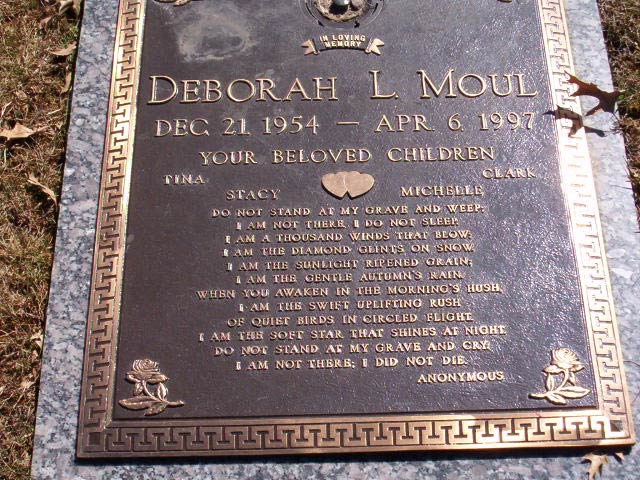 IN LOVING
MEMORY
DEBORAH L. MOUL
DEC. 21, 1954 — APR. 6, 1997
YOUR BELOVED CHILDREN
TINA CLARK
STACY MICHELLE
DO NOT STAND AT MY GRAVE AND WEEP;
I AM NOT THERE, I DO NOT SLEEP.
I AM A THOUSAND WINDS THAT BLOW;
I AM THE DIAMOND GLINTS ON SNOW.
I AM THE SUNLIGHT RIPENED GRAIN;
I AM THE GENTLE AUTUMN'S RAIN.
WHEN YOU AWAKEN IN THE MORNING'S HUSH,
I AM THE SWIFT UPLIFTING RUSH
OF QUIET BIRDS IN CIRCLED FLIGHT.
I AM THE SOFT STAR THAT SHINES AT NIGHT.
DO NOT STAND AT MY GRAVE AND CRY;
I AM NOT THERE; I DID NOT DIE.
ANONYMOUS